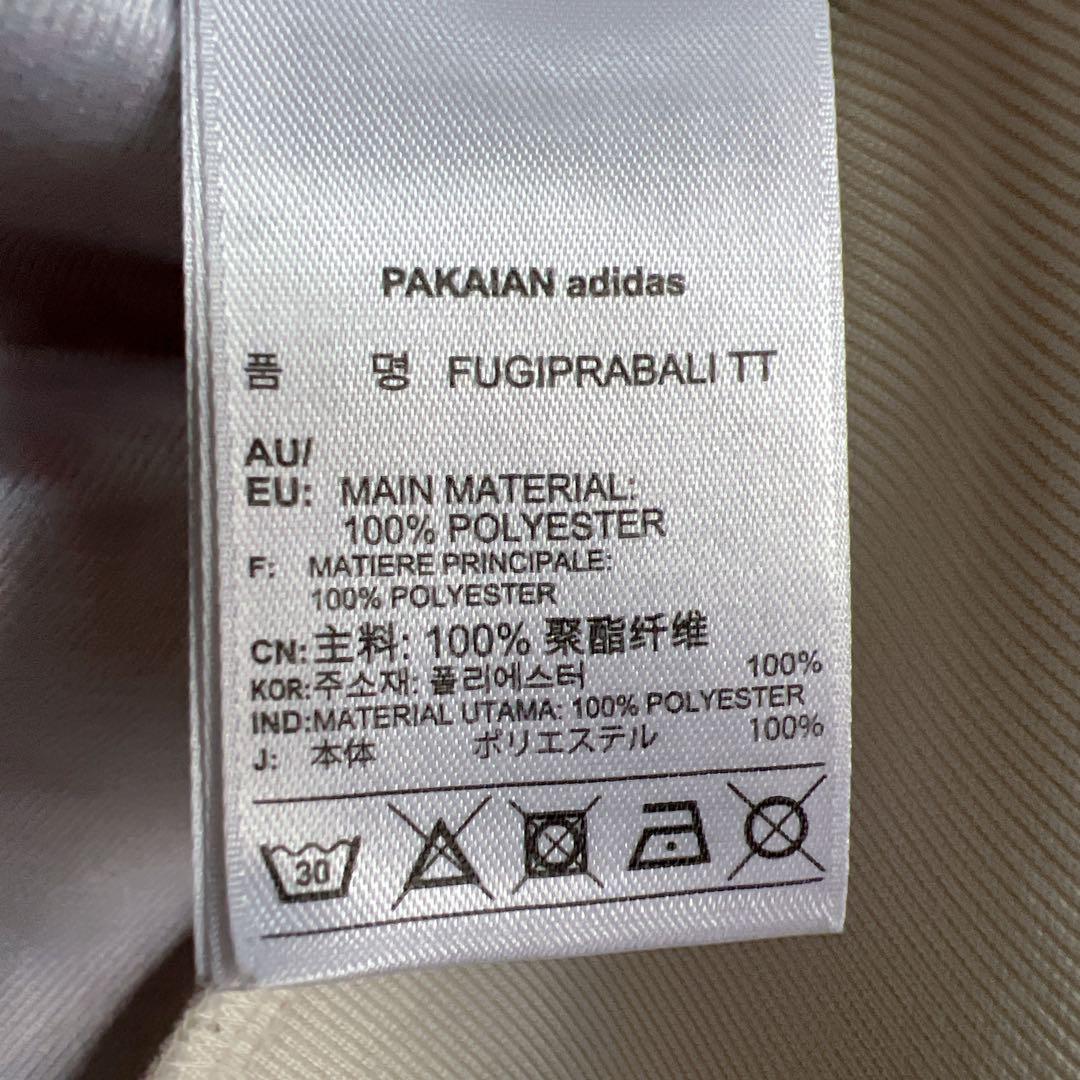 PAKAIAN adidas
품 명 FUGIPRABALI TT
AU/
EU: MAIN MATERIAL:
100% POLYESTER
F: MATIERE PRINCIPALE:
100% POLYESTER
CN:主料: 100% 聚酯纤维
KOR:주소재: 폴리에스터 100%
IND:MATERIAL UTAMA: 100% POLYESTER
J: 本体 ポリエステル 100%
30